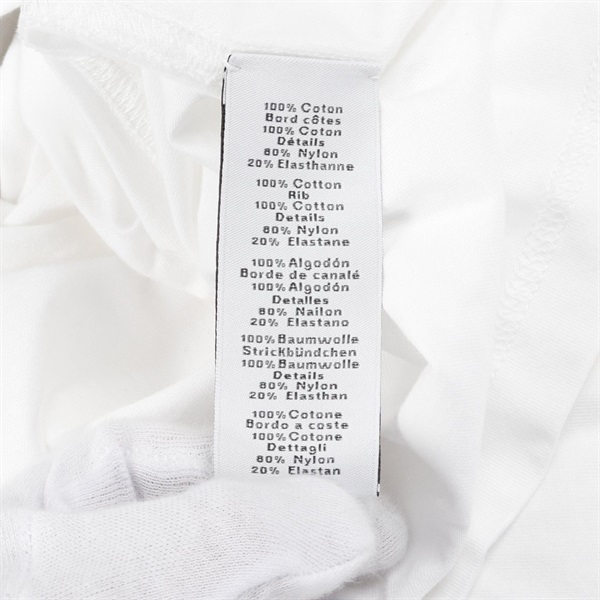 100% Coton
Bord côtes
100% Coton
Détails
80% Nylon
20% Elasthanne
100% Cotton
Rib
100% Cotton
Details
80% Nylon
20% Elastane
100% Algodón
Borde de canalé
100% Algodón
Detalles
80% Nailon
20% Elastano
100% Baumwolle
Strickbündchen
100% Baumwolle
Details
80% Nylon
20% Elasthan
100% Cotone
Bordo a coste
100% Cotone
Dettagli
80% Nylon
20% Elastan